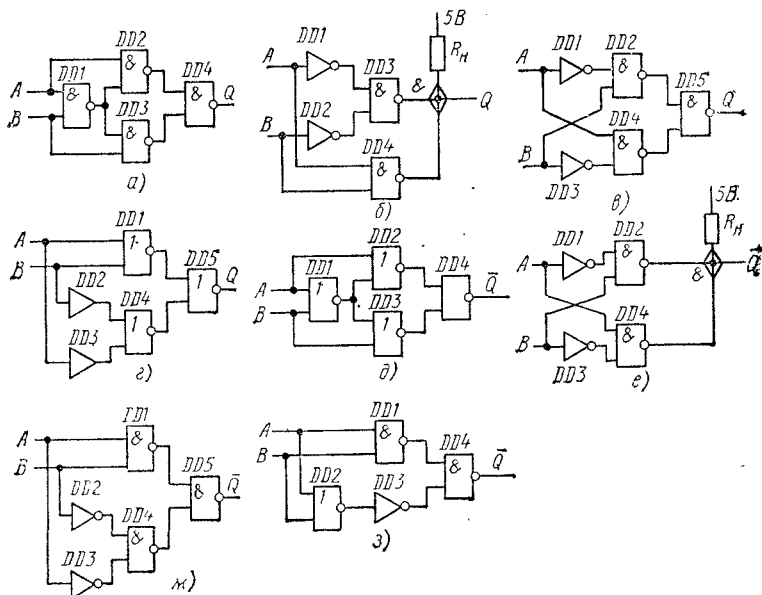 DD2
DD4
A
DD1
&
&
&
Q
B
DD3
&
а)
5В
Rн
A
DD1
DD3
&
&
Q
B
DD2
DD4
&
б)
DD1
DD2
A
&
DD5
&
Q
DD4
&
B
DD3
в)
DD1
A
1
DD5
Q
B
DD2
1
DD4
1
DD3
г)
DD2
DD1
1
DD4
Q̄
A
1
DD3
B
1
д)
5В
Rн
DD1
DD2
A
&
&
DD4
&
B
DD3
е)
DD1
A
&
B
DD5
Q̄
DD2
&
DD4
&
DD3
ж)
DD1
A
&
DD4
Q̄
B
DD2
DD3
&
1
з)